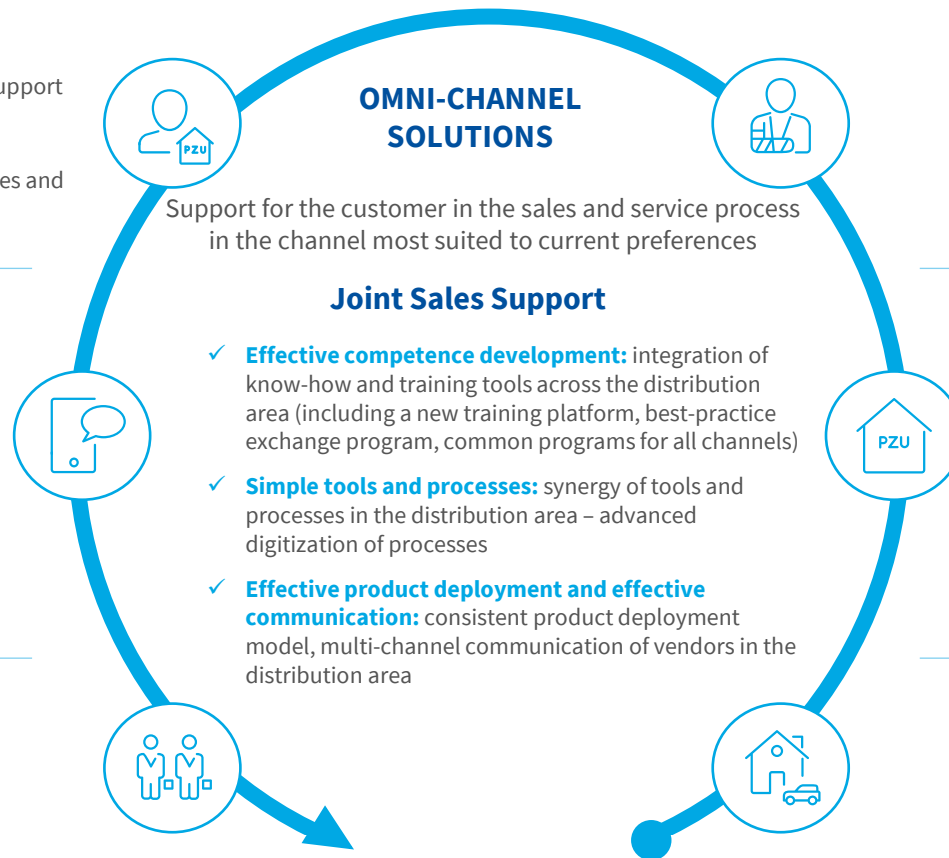 upport
es and
PZU
OMNI-CHANNEL
SOLUTIONS
Support for the customer in the sales and service process
in the channel most suited to current preferences
Joint Sales Support
✓ Effective competence development: integration of
know-how and training tools across the distribution
area (including a new training platform, best-practice
exchange program, common programs for all channels)
PZU
✓ Simple tools and processes: synergy of tools and
processes in the distribution area – advanced
digitization of processes
✓ Effective product deployment and effective
communication: consistent product deployment
model, multi-channel communication of vendors in the
distribution area